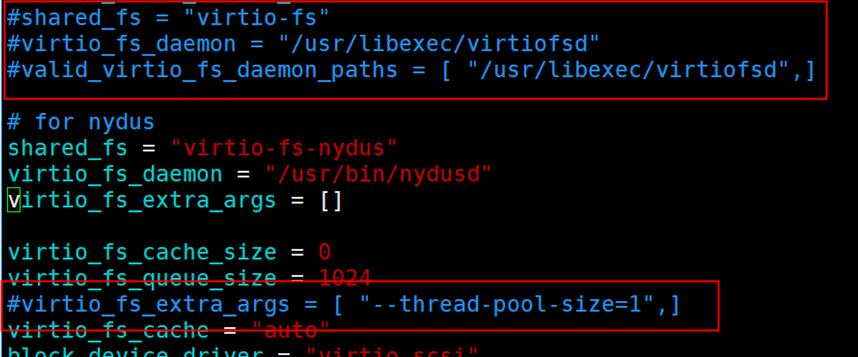 #shared_fs = "virtio-fs"
#virtio_fs_daemon = "/usr/libexec/virtiofsd"
#valid_virtio_fs_daemon_paths = [ "/usr/libexec/virtiofsd",]
# for nydus
shared_fs = "virtio-fs-nydus"
virtio_fs_daemon = "/usr/bin/nydusd"
virtio_fs_extra_args = []
virtio_fs_cache_size = 0
virtio_fs_queue_size = 1024
#virtio_fs_extra_args = [ "--thread-pool-size=1",]
virtio_fs_cache = "auto"
block_device_driver = "virtio-scsi"